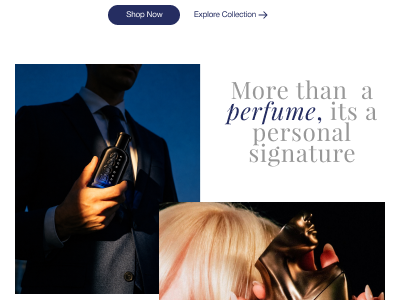 Shop Now
Explore Collection
More than a
perfume, its a
personal
signature